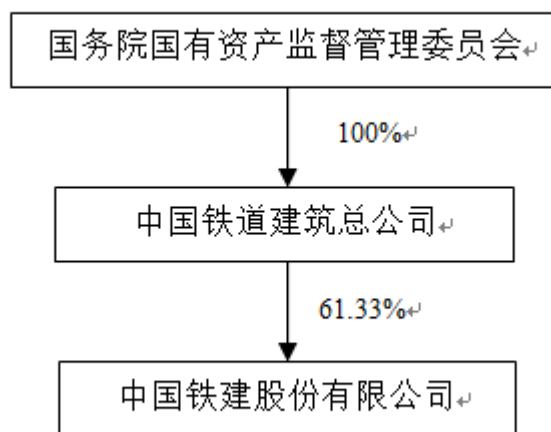 国务院国有资产监督管理委员会
100%
中国铁道建筑总公司
61.33%
中国铁建股份有限公司